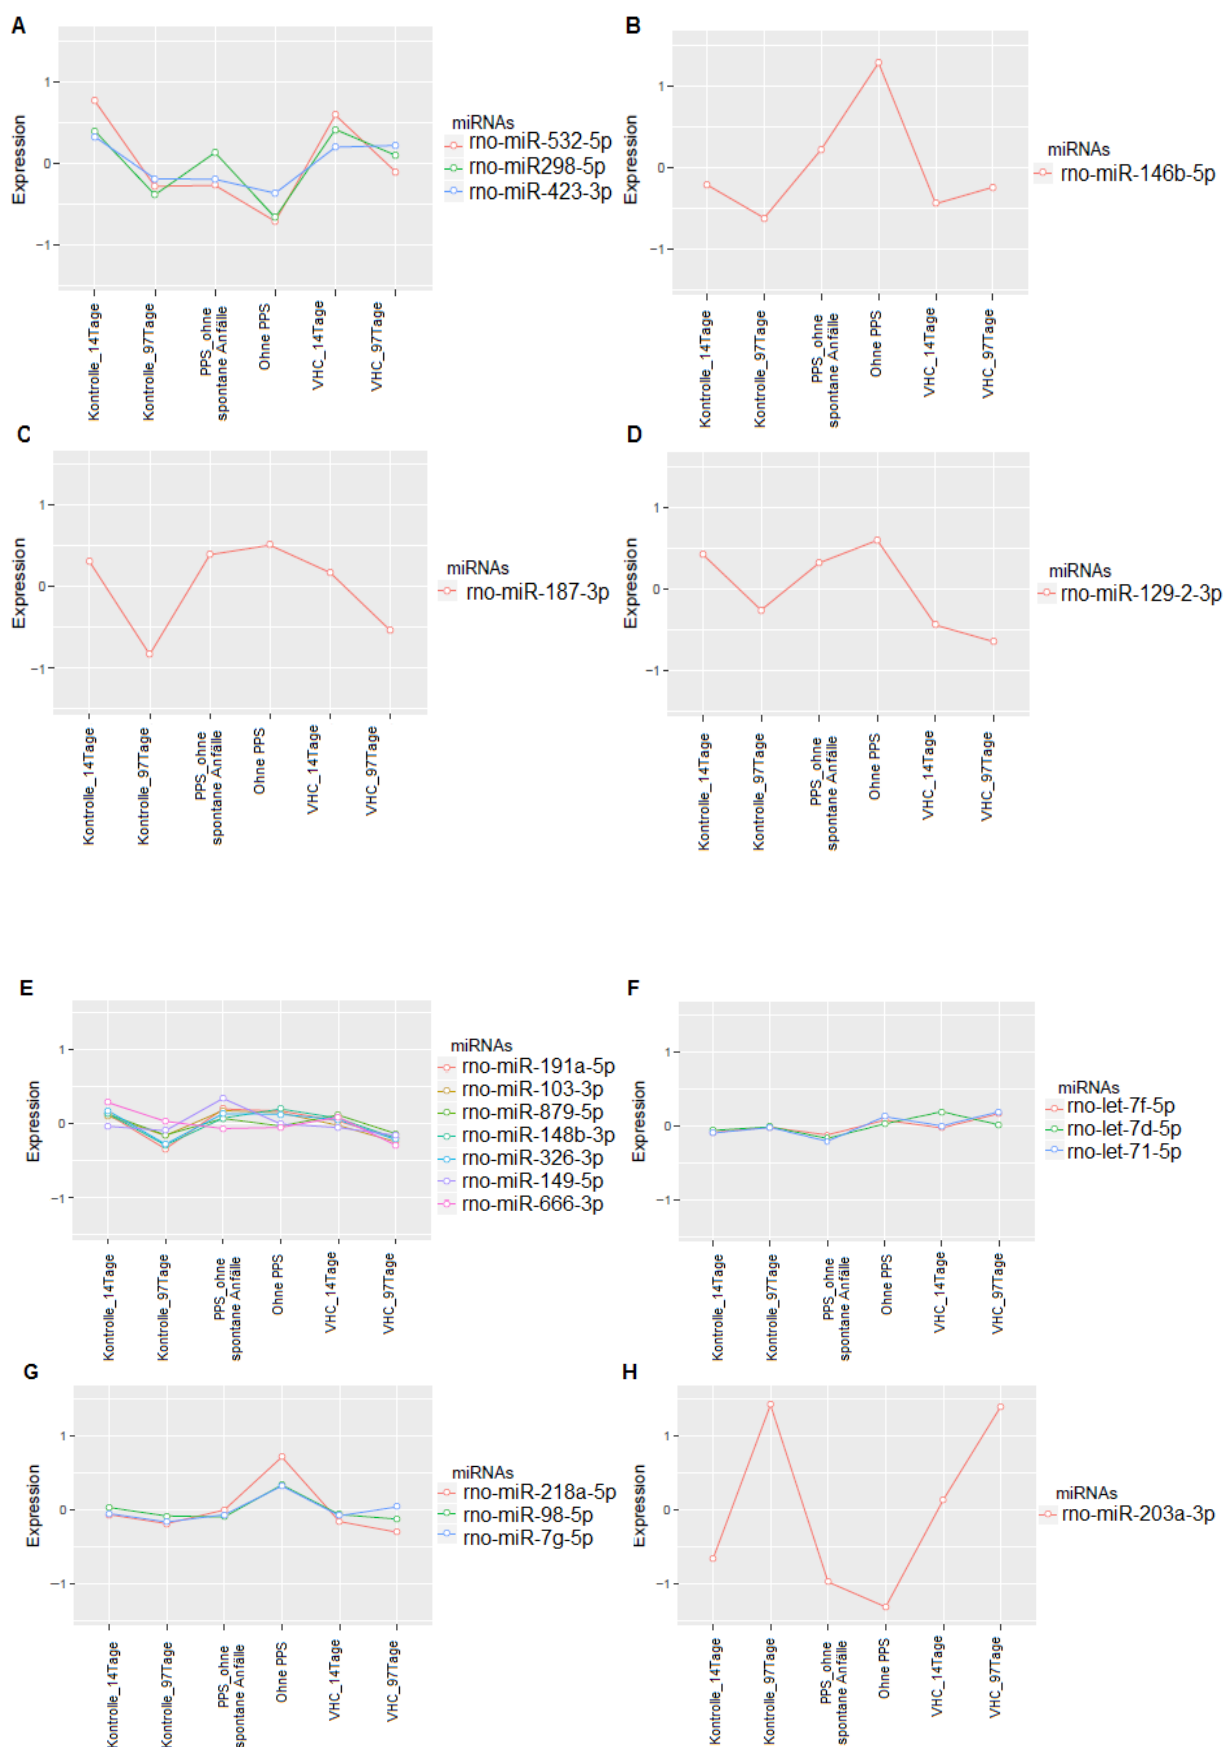 A
Expression
1
0
−1
Kontrolle_14Tage
Kontrolle_97Tage
PPS_ohne
spontane Anfälle
Ohne PPS
VHC_14Tage
VHC_97Tage
miRNAs
rno-miR-532-5p
rno-miR298-5p
rno-miR-423-3p
B
Expression
1
0
−1
Kontrolle_14Tage
Kontrolle_97Tage
PPS_ohne
spontane Anfälle
Ohne PPS
VHC_14Tage
VHC_97Tage
miRNAs
rno-miR-146b-5p
C
Expression
1
0
−1
Kontrolle_14Tage
Kontrolle_97Tage
PPS_ohne
spontane Anfälle
Ohne PPS
VHC_14Tage
VHC_97Tage
miRNAs
rno-miR-187-3p
D
Expression
1
0
−1
Kontrolle_14Tage
Kontrolle_97Tage
PPS_ohne
spontane Anfälle
Ohne PPS
VHC_14Tage
VHC_97Tage
miRNAs
rno-miR-129-2-3p
E
Expression
1
0
−1
Kontrolle_14Tage
Kontrolle_97Tage
PPS_ohne
spontane Anfälle
Ohne PPS
VHC_14Tage
VHC_97Tage
miRNAs
rno-miR-191a-5p
rno-miR-103-3p
rno-miR-879-5p
rno-miR-148b-3p
rno-miR-326-3p
rno-miR-149-5p
rno-miR-666-3p
F
Expression
1
0
−1
Kontrolle_14Tage
Kontrolle_97Tage
PPS_ohne
spontane Anfälle
Ohne PPS
VHC_14Tage
VHC_97Tage
miRNAs
rno-let-7f-5p
rno-let-7d-5p
rno-let-71-5p
G
Expression
1
0
−1
Kontrolle_14Tage
Kontrolle_97Tage
PPS_ohne
spontane Anfälle
Ohne PPS
VHC_14Tage
VHC_97Tage
miRNAs
rno-miR-218a-5p
rno-miR-98-5p
rno-miR-7g-5p
H
Expression
1
0
−1
Kontrolle_14Tage
Kontrolle_97Tage
PPS_ohne
spontane Anfälle
Ohne PPS
VHC_14Tage
VHC_97Tage
miRNAs
rno-miR-203a-3p